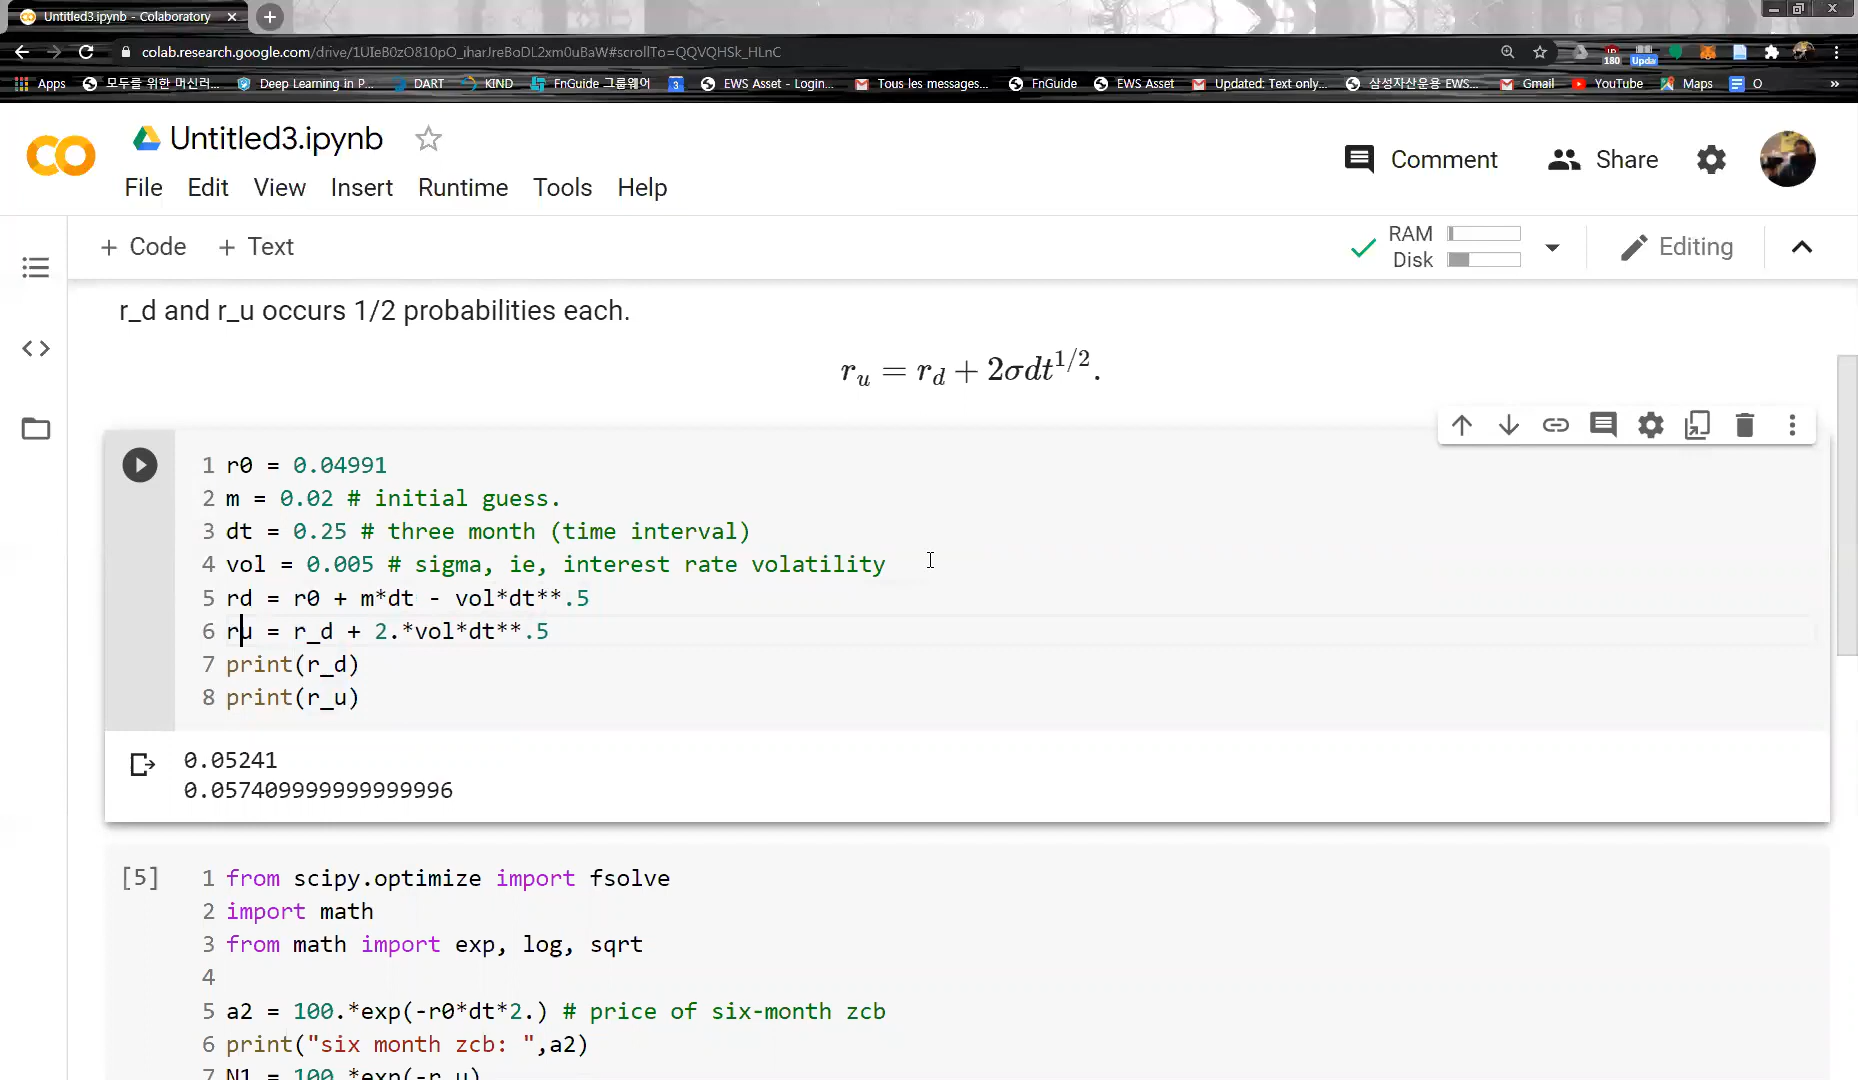 Untitled3.ipynb - Colaboratory
colab.research.google.com/drive/1UIeB0zO810pO_iharJreBoDL2xm0uBaW#scrollTo=QQVQHSk_HLnC
180
Upda
Apps 모두를 위한 머신러... Deep Learning in P... DART KIND FnGuide 그룹웨어 3 EWS Asset - Login... Tous les messages... FnGuide EWS Asset Updated: Text only... 삼성자산운용 EWS... Gmail YouTube Maps O »
Untitled3.ipynb
Comment Share
File Edit View Insert Runtime Tools Help
+ Code + Text
RAM
Disk
Editing
r_d and r_u occurs 1/2 probabilities each.
r_u = r_d + 2σdt^{1/2}.
1 r0 = 0.04991
2 m = 0.02 # initial guess.
3 dt = 0.25 # three month (time interval)
4 vol = 0.005 # sigma, ie, interest rate volatility
5 rd = r0 + m*dt - vol*dt**.5
6 ru = r_d + 2.*vol*dt**.5
7 print(r_d)
8 print(r_u)
0.05241
0.057409999999999996
[5]
1 from scipy.optimize import fsolve
2 import math
3 from math import exp, log, sqrt
4
5 a2 = 100.*exp(-r0*dt*2.) # price of six-month zcb
6 print("six month zcb: ",a2)
7 N1 = 100.*exp(-r_u)